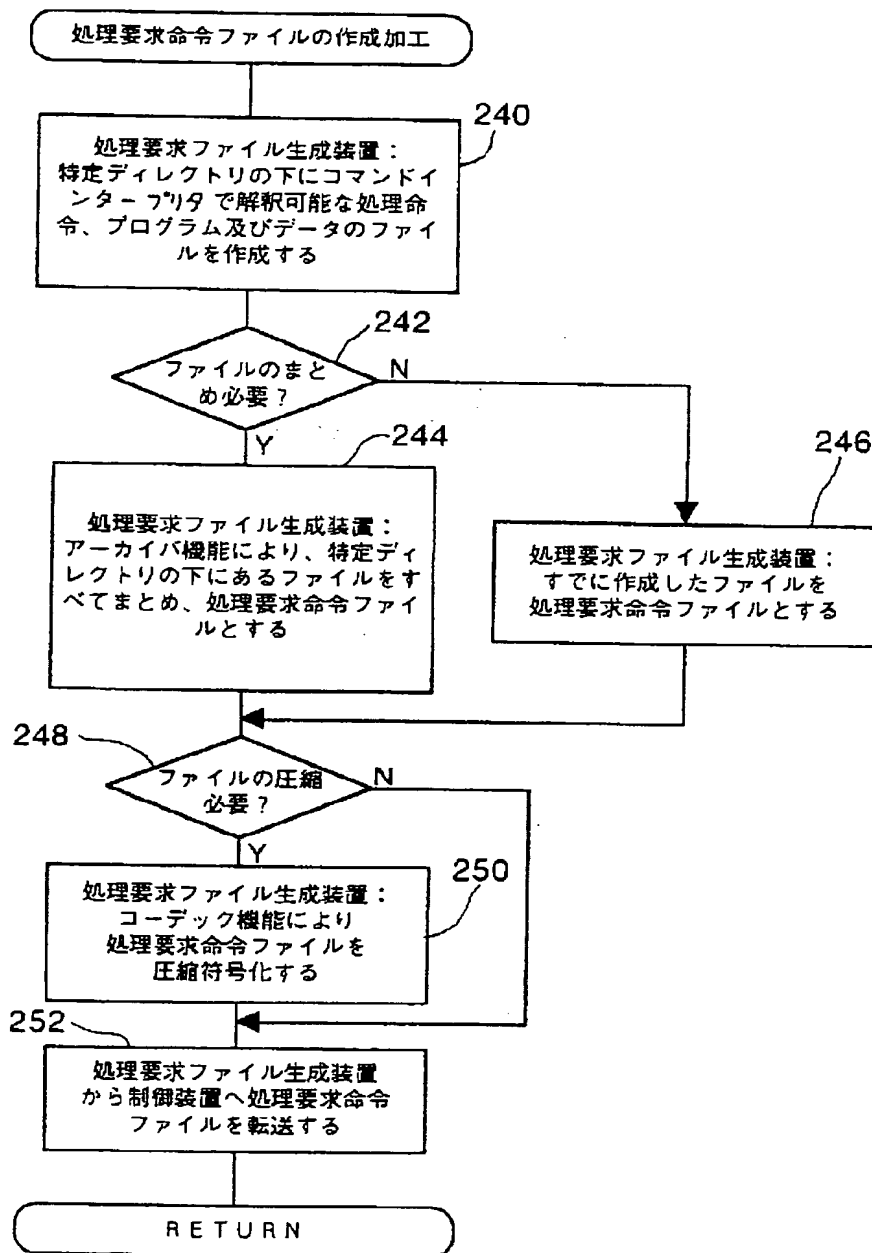 処理要求命令ファイルの作成加工
240
処理要求ファイル生成装置:
特定ディレクトリの下にコマンドイ
ンタープリタで解釈可能な処理命
令、プログラム及びデータのファイ
ルを作成する
242
ファイルのまと
め必要?
N
Y
244
処理要求ファイル生成装置:
アーカイバ機能により、特定ディ
レクトリの下にあるファイルをす
べてまとめ、処理要求命令ファイ
ルとする
246
処理要求ファイル生成装置:
すでに作成したファイルを
処理要求命令ファイルとする
248
ファイルの圧縮
必要?
N
Y
250
処理要求ファイル生成装置:
コーデック機能により
処理要求命令ファイルを
圧縮符号化する
252
処理要求ファイル生成装置
から制御装置へ処理要求命令
ファイルを転送する
RETURN